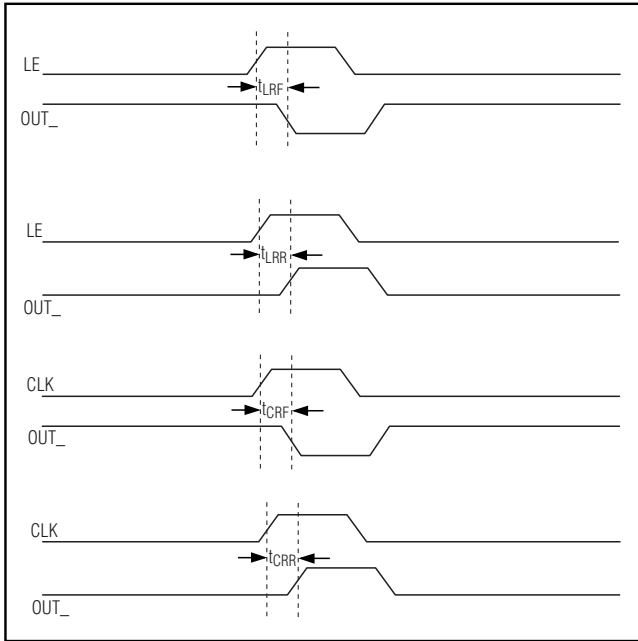 LE
tLRF
OUT_
LE
tLRR
OUT_
CLK
tCRF
OUT_
CLK
tCRR
OUT_